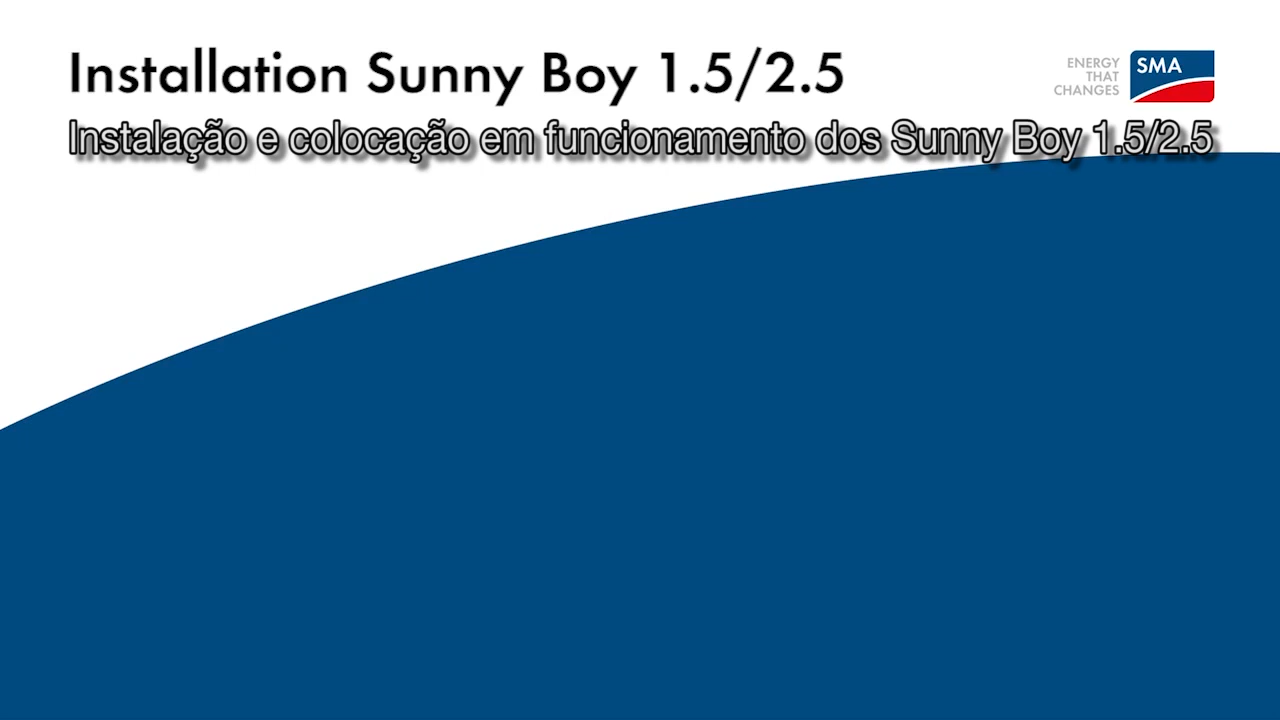 Installation Sunny Boy 1.5/2.5
ENERGY
THAT
CHANGES
SMA
Instalação e colocação em funcionamento dos Sunny Boy 1.5/2.5